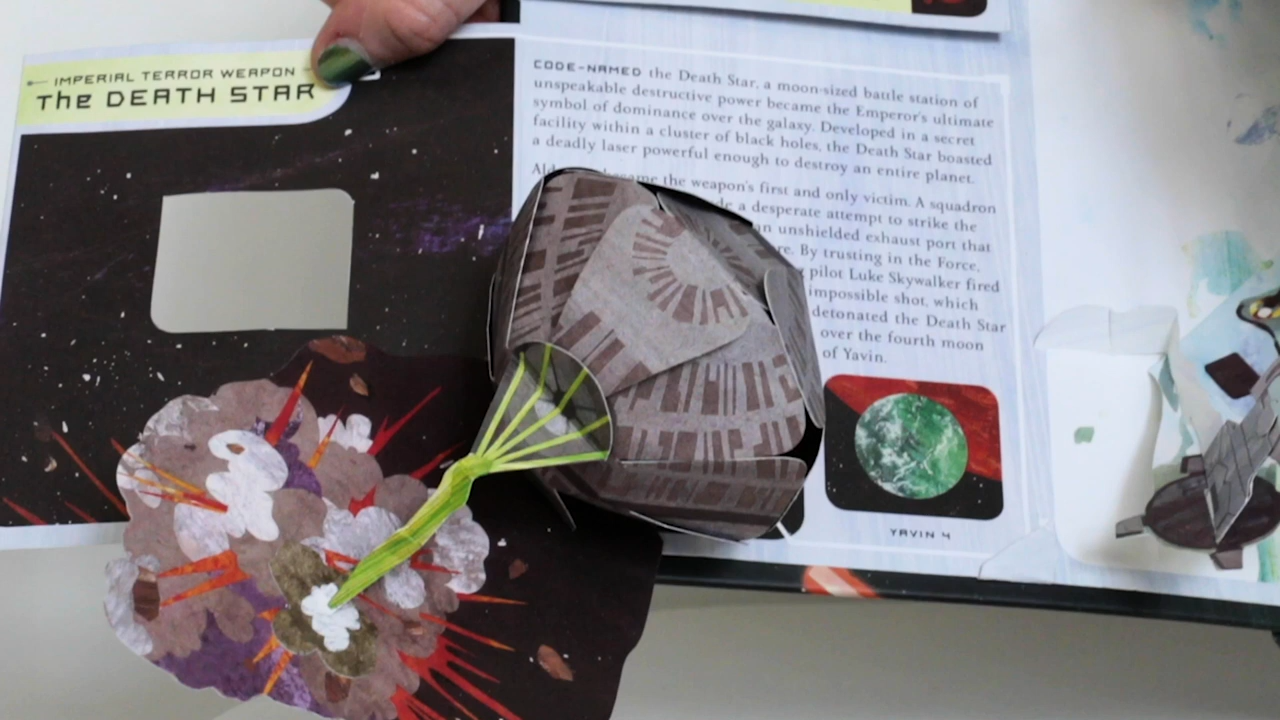 IMPERIAL TERROR WEAPON
The DEATH STAR
CODE-NAMED the Death Star, a moon-sized battle station of
unspeakable destructive power became the Emperor's ultimate
symbol of dominance over the galaxy. Developed in a secret
facility within a cluster of black holes, the Death Star boasted
a deadly laser powerful enough to destroy an entire planet.
the weapon's first and only victim. A squadron
a desperate attempt to strike the
unshielded exhaust port that
By trusting in the Force,
pilot Luke Skywalker fired
impossible shot, which
detonated the Death Star
over the fourth moon
of Yavin.
YAVIN 4